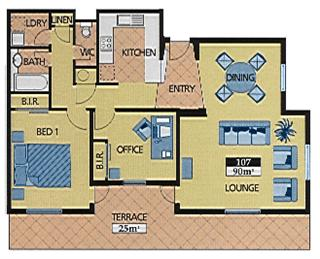 LDRY
LINEN
WC
KITCHEN
BATH
DINING
ENTRY
B.I.R.
BED 1
B.I.R.
OFFICE
107
90m²
LOUNGE
TERRACE
25m²